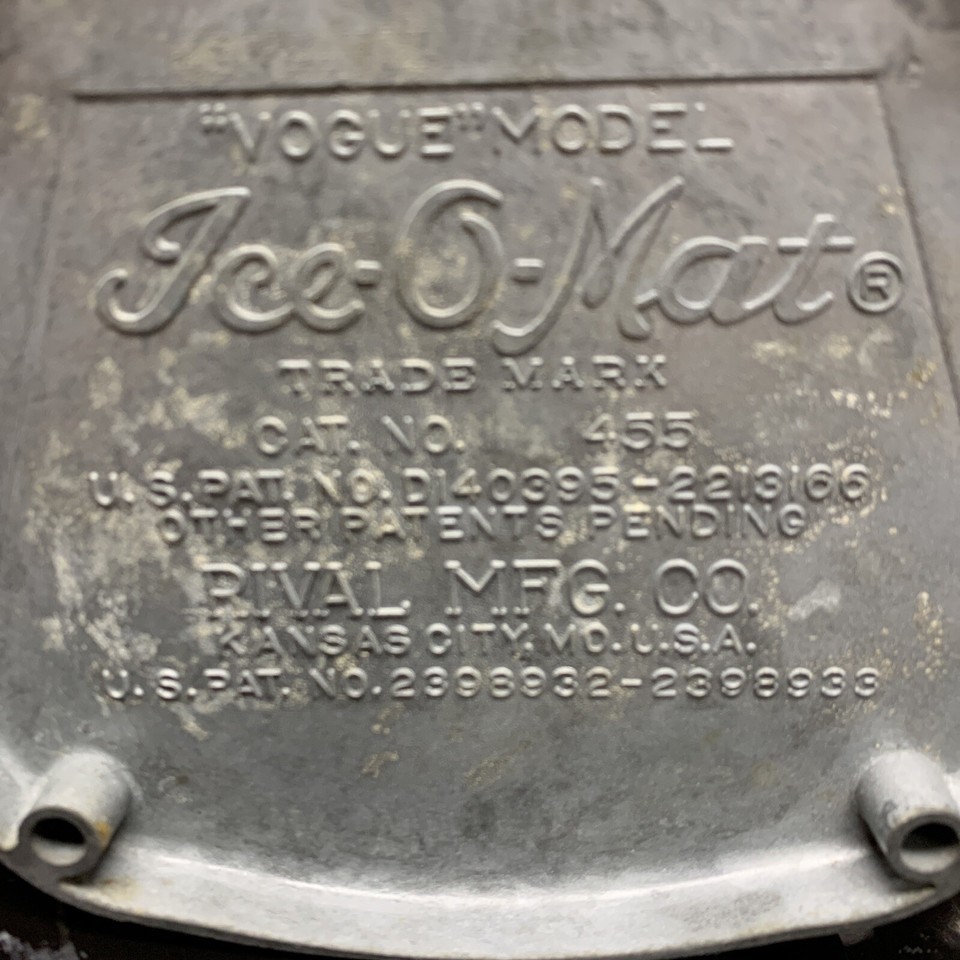 "VOGUE" MODEL
Ice-O-Mat®
TRADE MARK
CAT. NO. 455
U.S. PAT. NO. D140395-2213166
OTHER PATENTS PENDING
RIVAL MFG. CO.
KANSAS CITY, MO. U.S.A.
U.S. PAT. NO. 2398932-2398933